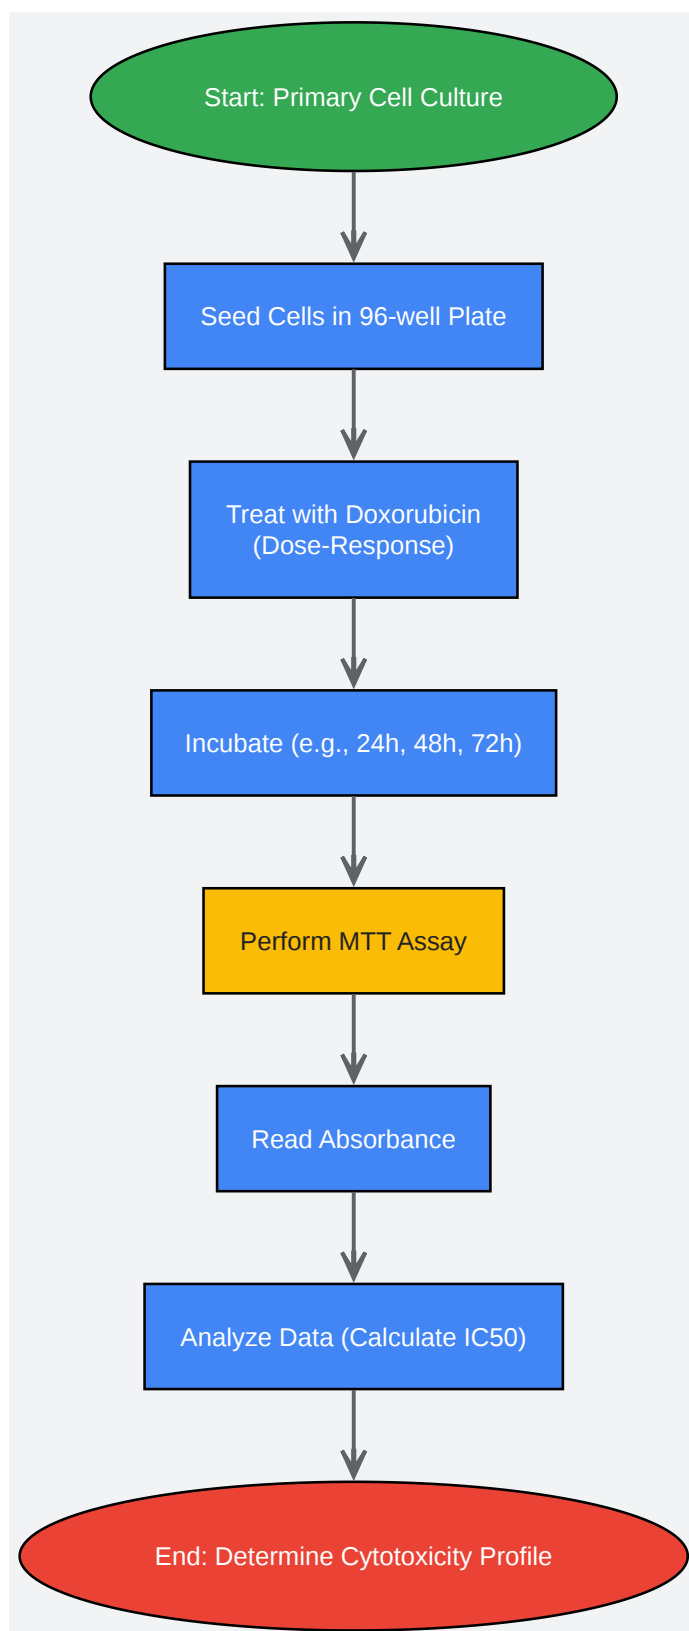 Start: Primary Cell Culture
Seed Cells in 96-well Plate
Treat with Doxorubicin
(Dose-Response)
Incubate (e.g., 24h, 48h, 72h)
Perform MTT Assay
Read Absorbance
Analyze Data (Calculate IC50)
End: Determine Cytotoxicity Profile